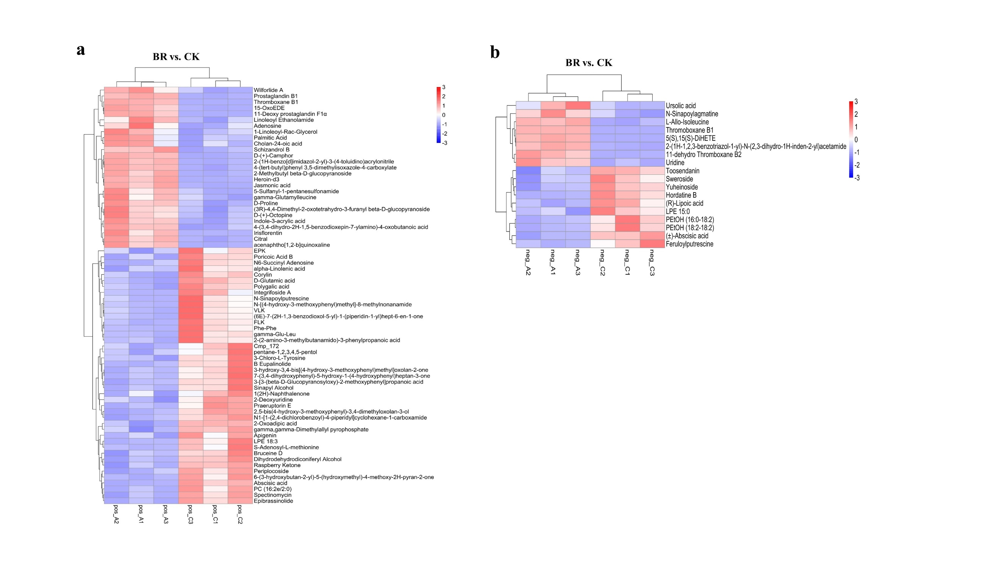 a
BR vs. CK
Wilforlide A
Prostaglandin B1
Thromboxane B1
15-OxoEDE
11-Deoxy prostaglandin F1α
Linoleoyl Ethanolamide
Adenosine
1-Linoleoyl-Rac-Glycerol
Palmitic Acid
Cholan-24-oic acid
Schizandrol B
D-(+)-Camphor
2-(1H-benzo[d]imidazol-2-yl)-3-(4-toluidino)acrylonitrile
4-(tert-butyl)phenyl 3,5-dimethylisoxazole-4-carboxylate
2-Methylbutyl beta-D-glucopyranoside
Heroin-d3
Jasmonic acid
5-Sulfanyl-1-pentanesulfonamide
gamma-Glutamylleucine
D-Proline
(3R)-4,4-Dimethyl-2-oxotetrahydro-3-furanyl beta-D-glucopyranoside
D-(+)-Octopine
Indole-3-acrylic acid
4-(3,4-dihydro-2H-1,5-benzodioxepin-7-ylamino)-4-oxobutanoic acid
Irisflorentin
Citral
acenaphtho[1,2-b]quinoxaline
EPK
Poricoic Acid B
N6-Succinyl Adenosine
alpha-Linolenic acid
Corylin
D-Glutamic acid
Polygalic acid
Integrifoside A
N-Sinapoylputrescine
N-[(4-hydroxy-3-methoxyphenyl)methyl]-8-methylnonanamide
VLK
(6E)-7-(2H-1,3-benzodioxol-5-yl)-1-(piperidin-1-yl)hept-6-en-1-one
FLK
Phe-Phe
gamma-Glu-Leu
2-(2-amino-3-methylbutanamido)-3-phenylpropanoic acid
Cmp_172
pentane-1,2,3,4,5-pentol
3-Chloro-L-Tyrosine
B Eupalinolide
3-hydroxy-3,4-bis[(4-hydroxy-3-methoxyphenyl)methyl]oxolan-2-one
7-(3,4-dihydroxyphenyl)-5-hydroxy-1-(4-hydroxyphenyl)heptan-3-one
3-[3-(beta-D-Glucopyranosyloxy)-2-methoxyphenyl]propanoic acid
Sinapyl Alcohol
1(2H)-Naphthalenone
2-Deoxyuridine
Praeruptorin E
2,5-bis(4-hydroxy-3-methoxyphenyl)-3,4-dimethyloxolan-3-ol
N1-[1-(2,4-dichlorobenzoyl)-4-piperidyl]cyclohexane-1-carboxamide
2-Oxoadipic acid
gamma,gamma-Dimethylallyl pyrophosphate
Apigenin
LPE 18:3
S-Adenosyl-L-methionine
Bruceine D
Dihydrodehydrodiconiferyl Alcohol
Raspberry Ketone
Periplocoside
6-(3-hydroxybutan-2-yl)-5-(hydroxymethyl)-4-methoxy-2H-pyran-2-one
Abscisic acid
PC (16:2e/2:0)
Spectinomycin
Epibrassinolide
pos_A2
pos_A1
pos_A3
pos_C3
pos_C1
pos_C2
3
2
1
0
-1
-2
-3
b
BR vs. CK
Ursolic acid
N-Sinapoylagmatine
L-Allo-Isoleucine
Thromoboxane B1
5(S),15(S)-DiHETE
2-(1H-1,2,3-benzotriazol-1-yl)-N-(2,3-dihydro-1H-inden-2-yl)acetamide
11-dehydro Thromboxane B2
Uridine
Toosendanin
Sweroside
Yuheinoside
Hordatine B
(R)-Lipoic acid
LPE 15:0
PEtOH (16:0-18:2)
PEtOH (18:2-18:2)
(±)-Abscisic acid
Feruloylputrescine
neg_A2
neg_A1
neg_A3
neg_C2
neg_C1
neg_C3
3
2
1
0
-1
-2
-3